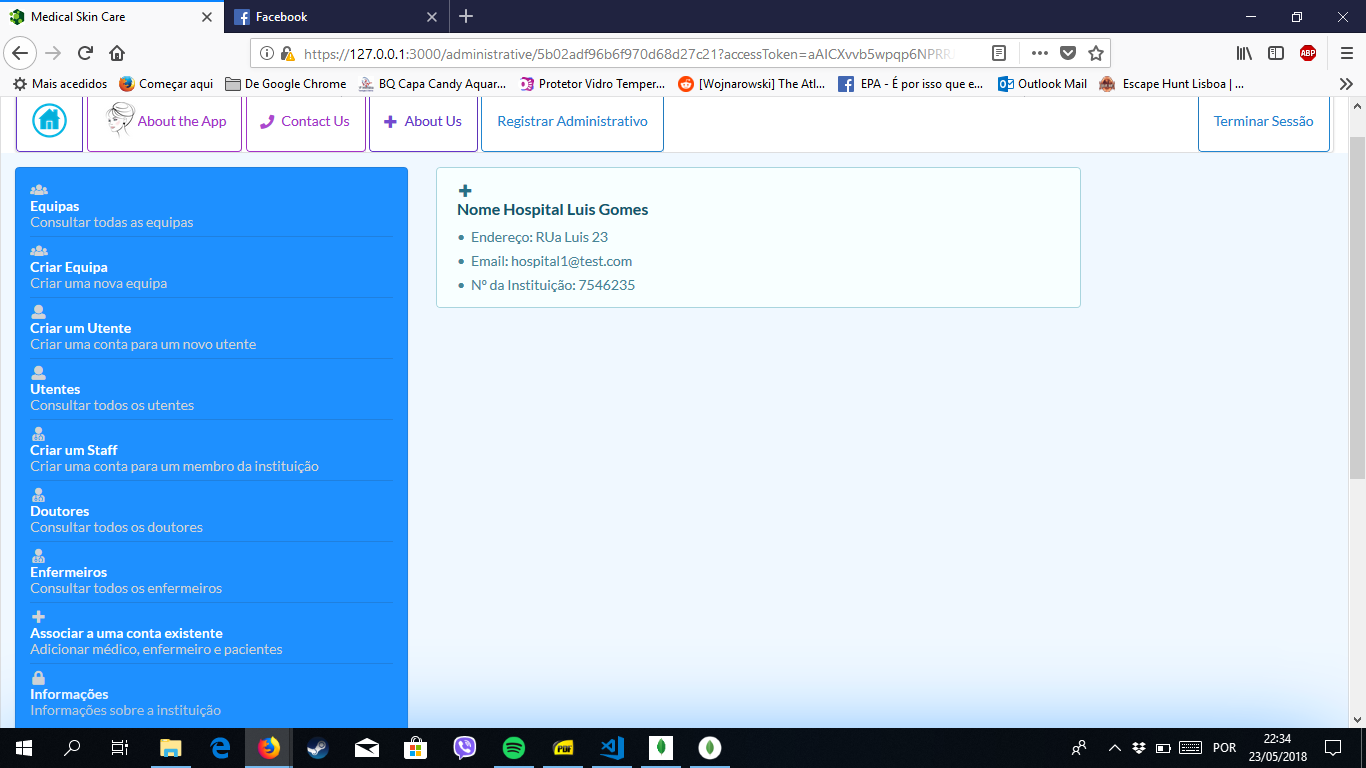 Medical Skin Care
Facebook
https://127.0.0.1:3000/administrative/5b02adf96b6f970d68d27c21?accessToken=aAICXvvb5wpqp6NPRR
ABP
Mais acedidos
Começar aqui
De Google Chrome
BQ Capa Candy Aquar...
Protetor Vidro Temper...
[Wojnarowski] The Atl...
EPA - É por isso que e...
Outlook Mail
Escape Hunt Lisboa | ...
About the App
Contact Us
About Us
Registrar Administrativo
Terminar Sessão
Equipas
Consultar todas as equipas
Criar Equipa
Criar uma nova equipa
Criar um Utente
Criar uma conta para um novo utente
Utentes
Consultar todos os utentes
Criar um Staff
Criar uma conta para um membro da instituição
Doutores
Consultar todos os doutores
Enfermeiros
Consultar todos os enfermeiros
Associar a uma conta existente
Adicionar médico, enfermeiro e pacientes
Informações
Informações sobre a instituição
Nome Hospital Luis Gomes
• Endereço: RUa Luis 23
• Email: hospital1@test.com
• Nº da Instituição: 7546235
PDF
POR
22:34
23/05/2018